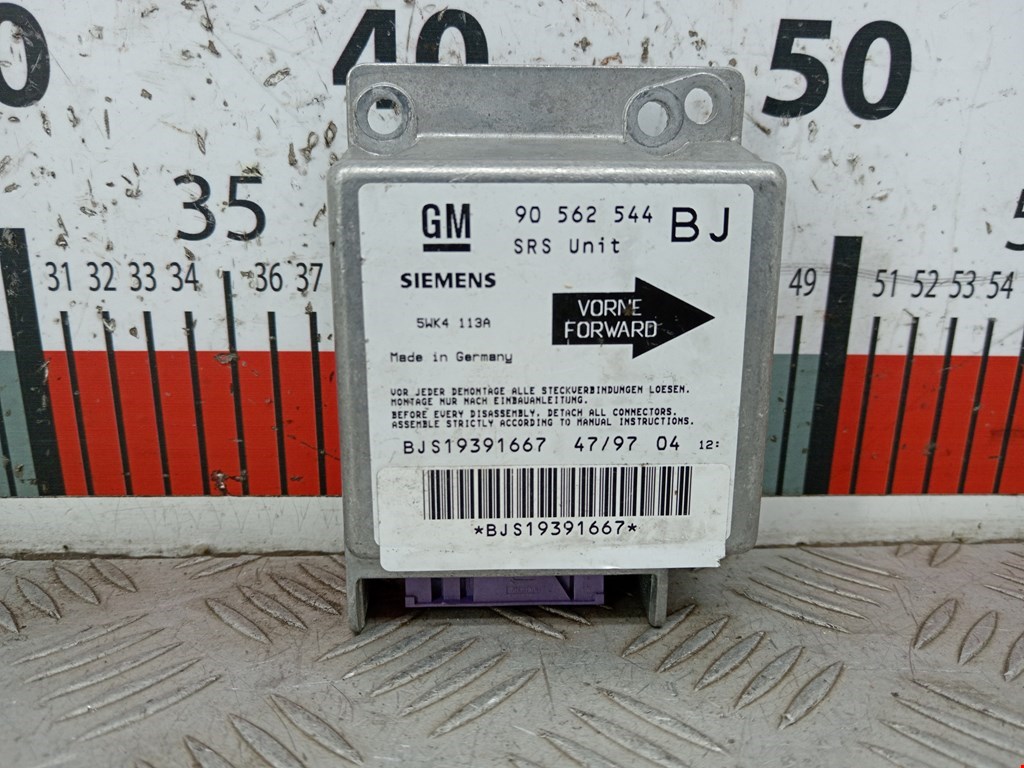 40
50
35
31 32 33 34 36 37
49 51 52 53 54
GM
90 562 544 BJ
SRS Unit
SIEMENS
5WK4 113A
VORNE
FORWARD
Made in Germany
VOR JEDER DEMONTAGE ALLE STECKVERBINDUNGEN LOESEN.
MONTAGE NUR NACH EINBAUANLEITUNG.
BEFORE EVERY DISASSEMBLY, DETACH ALL CONNECTORS.
ASSEMBLE STRICTLY ACCORDING TO MANUAL INSTRUCTIONS.
BJS19391667 47/97 04 12:
*BJS19391667*